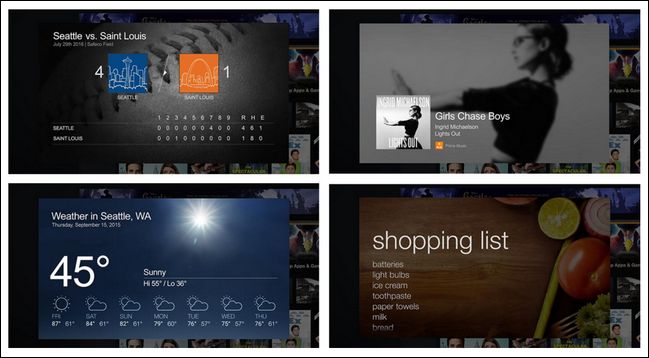 Seattle vs. Saint Louis
July 29th 2016 | Safeco Field
4 1
SEATTLE SAINT LOUIS
1 2 3 4 5 6 7 8 9 R H E
SEATTLE 0 0 0 0 0 0 4 0 0 4 6 1
SAINT LOUIS 0 0 1 0 0 0 0 0 0 1 8 0
INGRID MICHAELSON
LIGHTS OUT
Girls Chase Boys
Ingrid Michaelson
Lights Out
Prime Music
Weather in Seattle, WA
Thursday, September 15, 2015
45°
Sunny
Hi 55° / Lo 36°
FRI SAT SUN MON TUE WED THU
87° 61° 84° 61° 82° 61° 79° 60° 76° 57° 75° 57° 76° 61°
shopping list
batteries
light bulbs
ice cream
toothpaste
paper towels
milk
bread